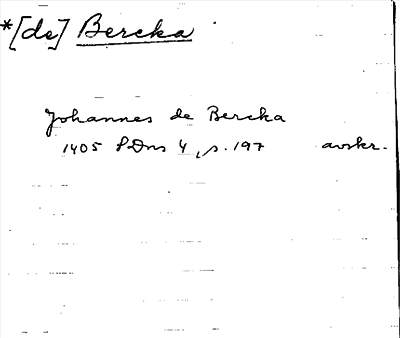 *[de] Bercka
Johannes de Bercka
1405 SDns 4, s. 197 avskr.